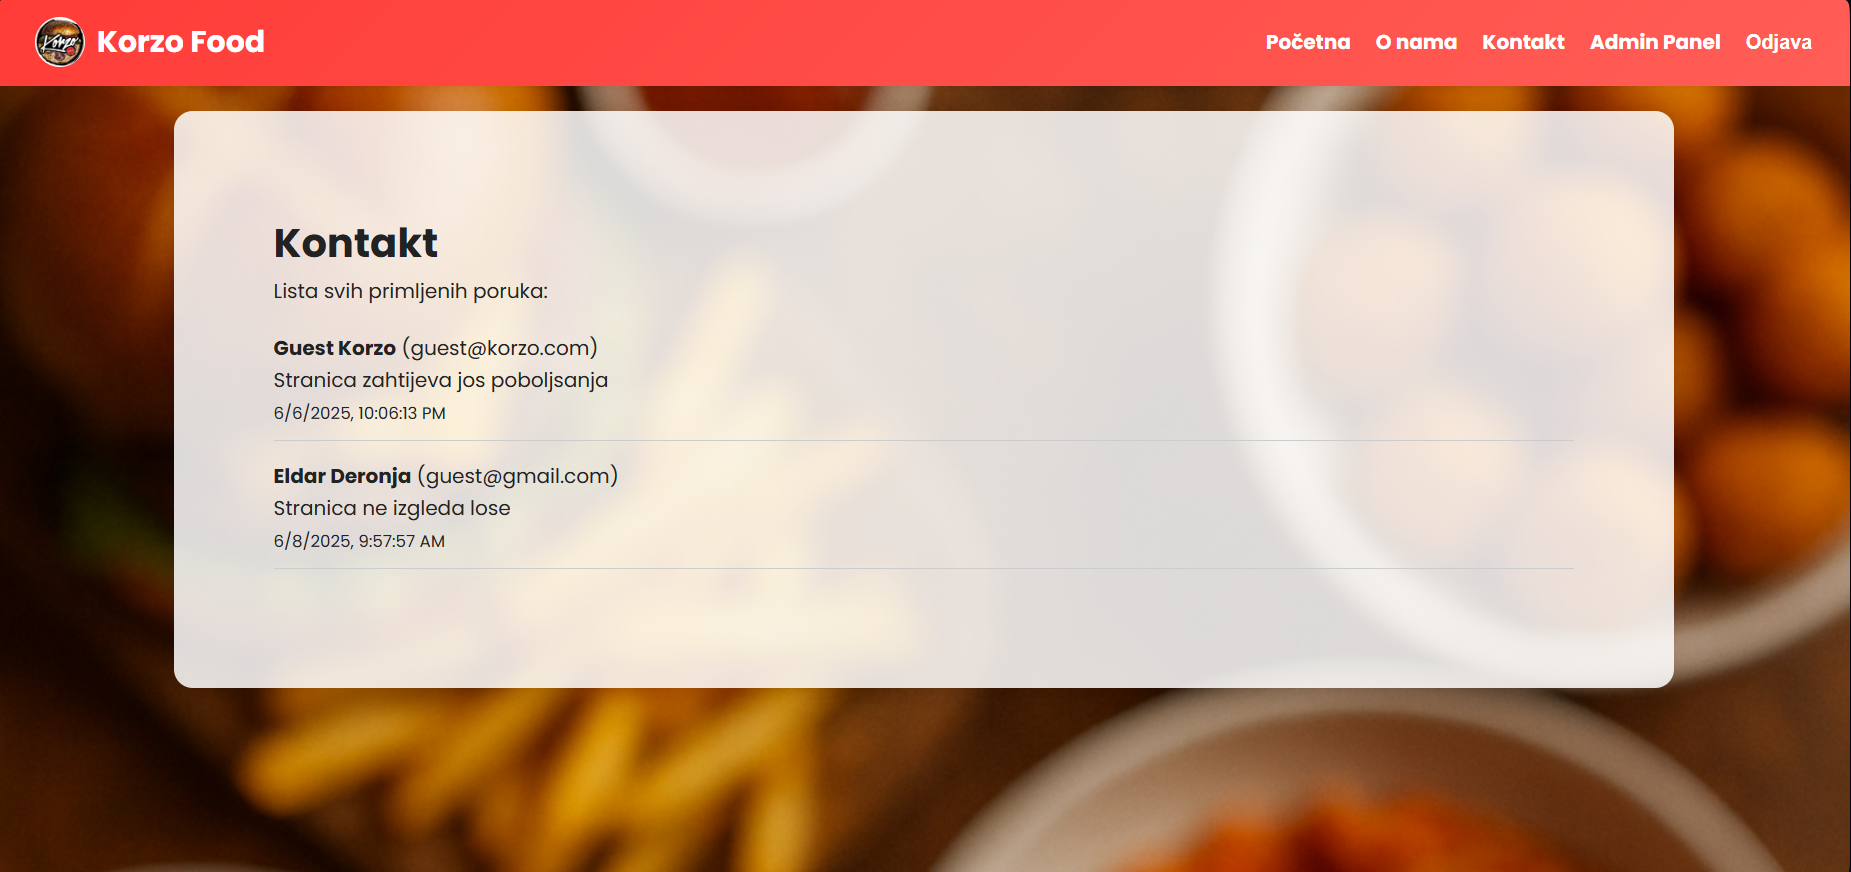 Korzo
Korzo Food
Početna
O nama
Kontakt
Admin Panel
Odjava
Kontakt
Lista svih primljenih poruka:
Guest Korzo (guest@korzo.com)
Stranica zahtijeva jos poboljsanja
6/6/2025, 10:06:13 PM
Eldar Deronja (guest@gmail.com)
Stranica ne izgleda lose
6/8/2025, 9:57:57 AM